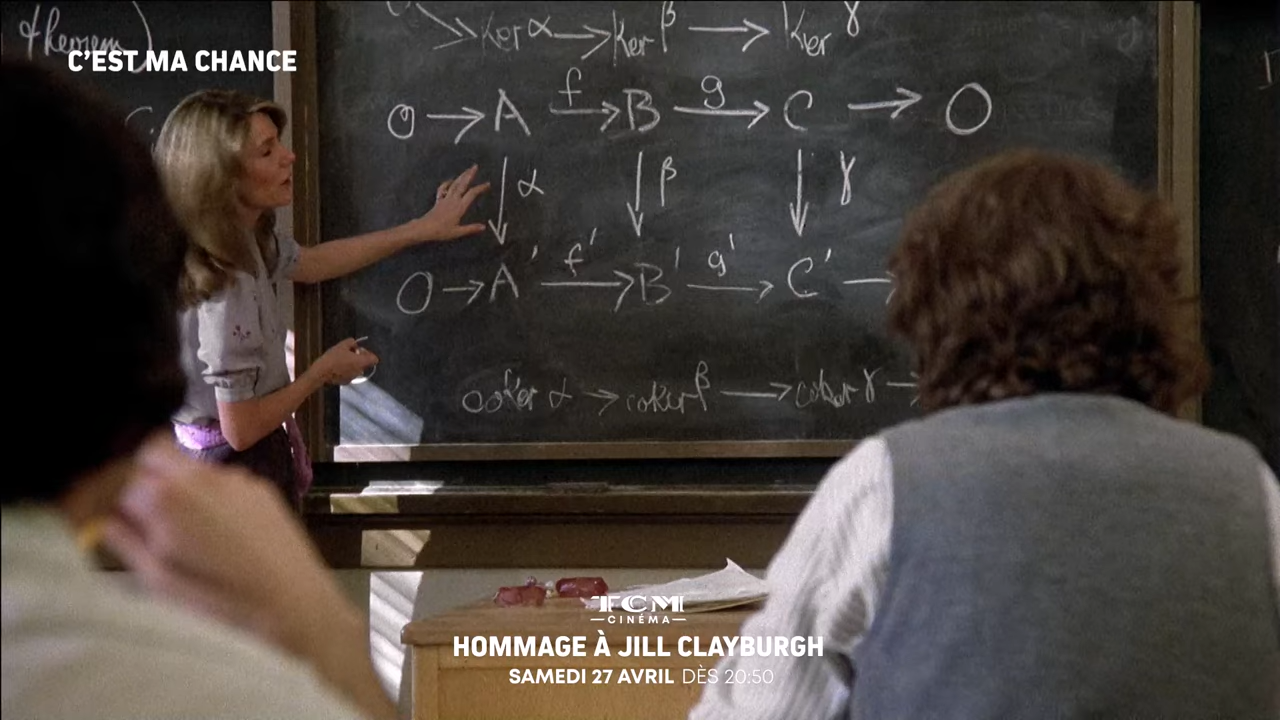 theorem)
C'EST MA CHANCE
Ker α → Ker β → Ker γ
0 → A f→ B g→ C → 0
↓ α ↓ β ↓ γ
0 → A' f'→ B' g'→ C' →
coker α → coker β → coker γ →
TCM
CINÉMA
HOMMAGE À JILL CLAYBURGH
SAMEDI 27 AVRIL DÈS 20:50